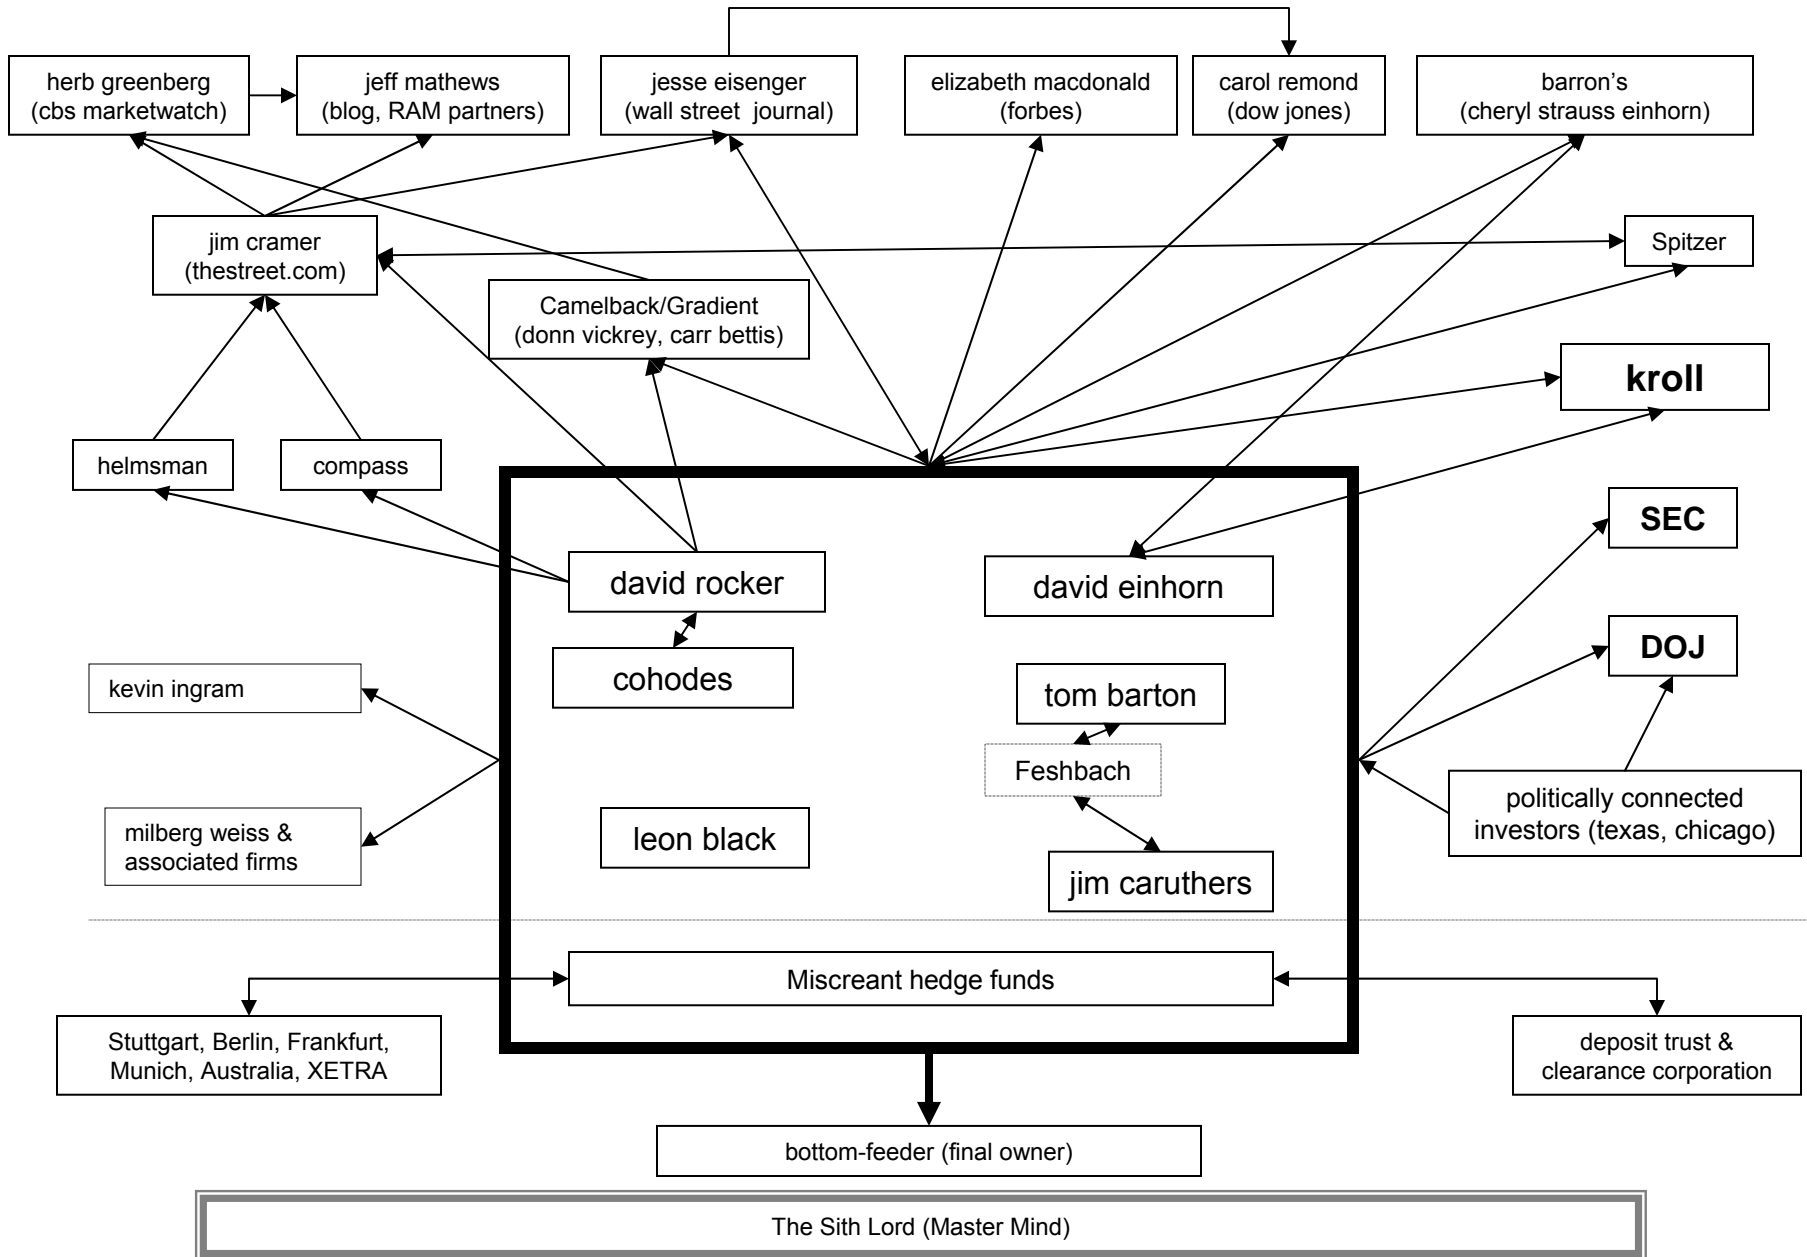 herb greenberg
(cbs marketwatch)
jeff mathews
(blog, RAM partners)
jesse eisenger
(wall street journal)
elizabeth macdonald
(forbes)
carol remond
(dow jones)
barron's
(cheryl strauss einhorn)
jim cramer
(thestreet.com)
Spitzer
Camelback/Gradient
(donn vickrey, carr bettis)
kroll
helmsman
compass
SEC
david rocker
david einhorn
DOJ
cohodes
kevin ingram
tom barton
Feshbach
politically connected
investors (texas, chicago)
milberg weiss &
associated firms
leon black
jim caruthers
Miscreant hedge funds
Stuttgart, Berlin, Frankfurt,
Munich, Australia, XETRA
deposit trust &
clearance corporation
bottom-feeder (final owner)
The Sith Lord (Master Mind)